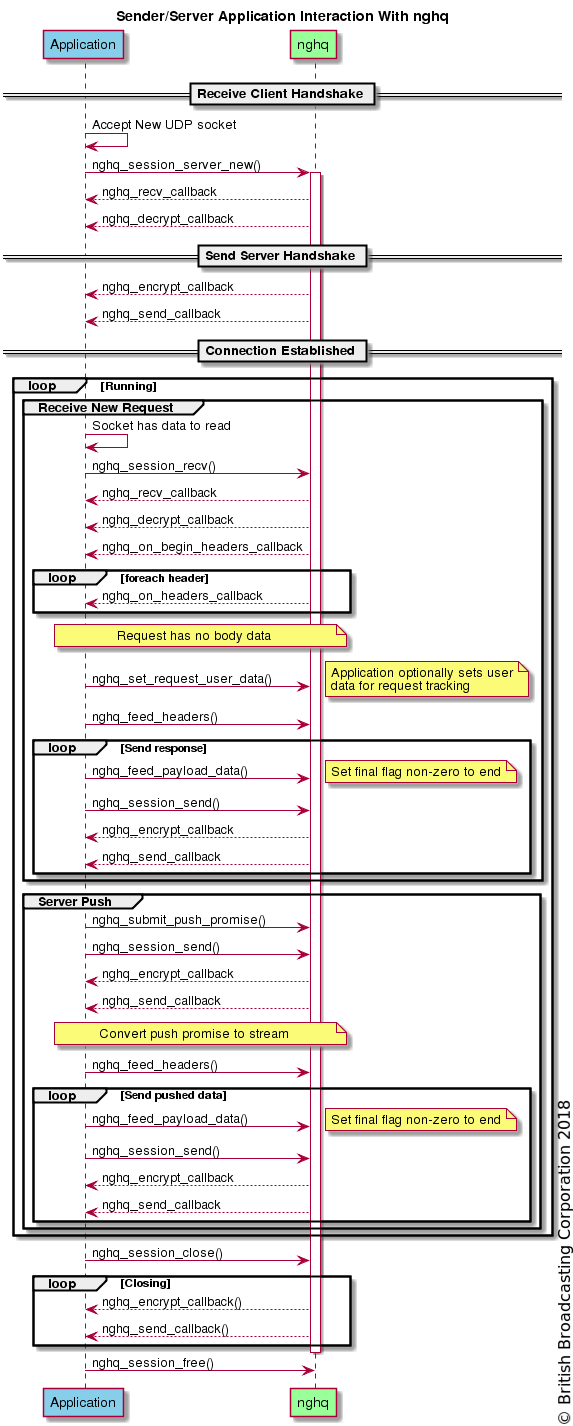 Sender/Server Application Interaction With nghq
Application
nghq
Receive Client Handshake
Accept New UDP socket
nghq_session_server_new()
nghq_recv_callback
nghq_decrypt_callback
Send Server Handshake
nghq_encrypt_callback
nghq_send_callback
Connection Established
loop [Running]
Receive New Request
Socket has data to read
nghq_session_recv()
nghq_recv_callback
nghq_decrypt_callback
nghq_on_begin_headers_callback
loop [foreach header]
nghq_on_headers_callback
Request has no body data
nghq_set_request_user_data()
Application optionally sets user
data for request tracking
nghq_feed_headers()
loop [Send response]
nghq_feed_payload_data()
Set final flag non-zero to end
nghq_session_send()
nghq_encrypt_callback
nghq_send_callback
Server Push
nghq_submit_push_promise()
nghq_session_send()
nghq_encrypt_callback
nghq_send_callback
Convert push promise to stream
nghq_feed_headers()
loop [Send pushed data]
nghq_feed_payload_data()
Set final flag non-zero to end
nghq_session_send()
nghq_encrypt_callback
nghq_send_callback
nghq_session_close()
loop [Closing]
nghq_encrypt_callback()
nghq_send_callback()
nghq_session_free()
Application
nghq
© British Broadcasting Corporation 2018